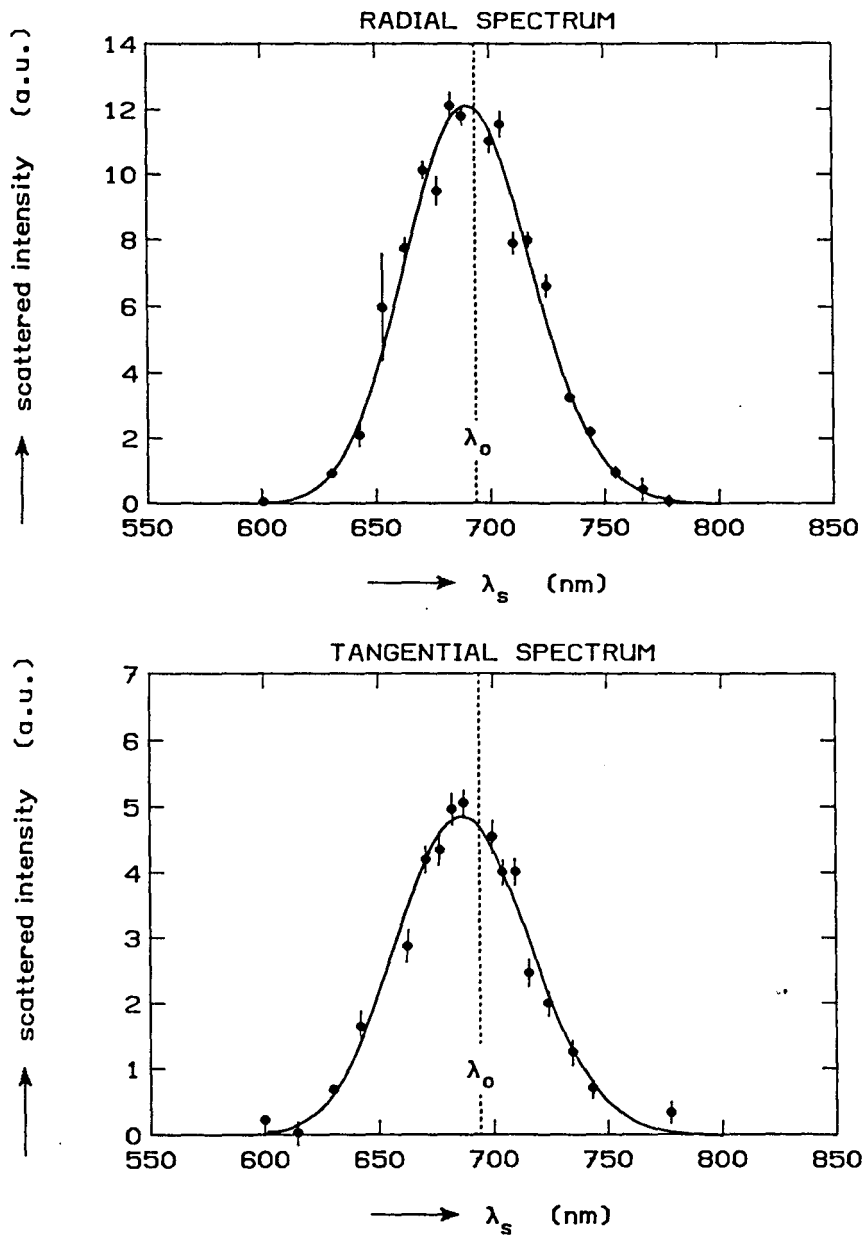 RADIAL SPECTRUM
scattered intensity (a.u.)
14
12
10
8
6
4
2
0
λo
550 600 650 700 750 800 850
λs (nm)
TANGENTIAL SPECTRUM
scattered intensity (a.u.)
7
6
5
4
3
2
1
0
λo
550 600 650 700 750 800 850
λs (nm)